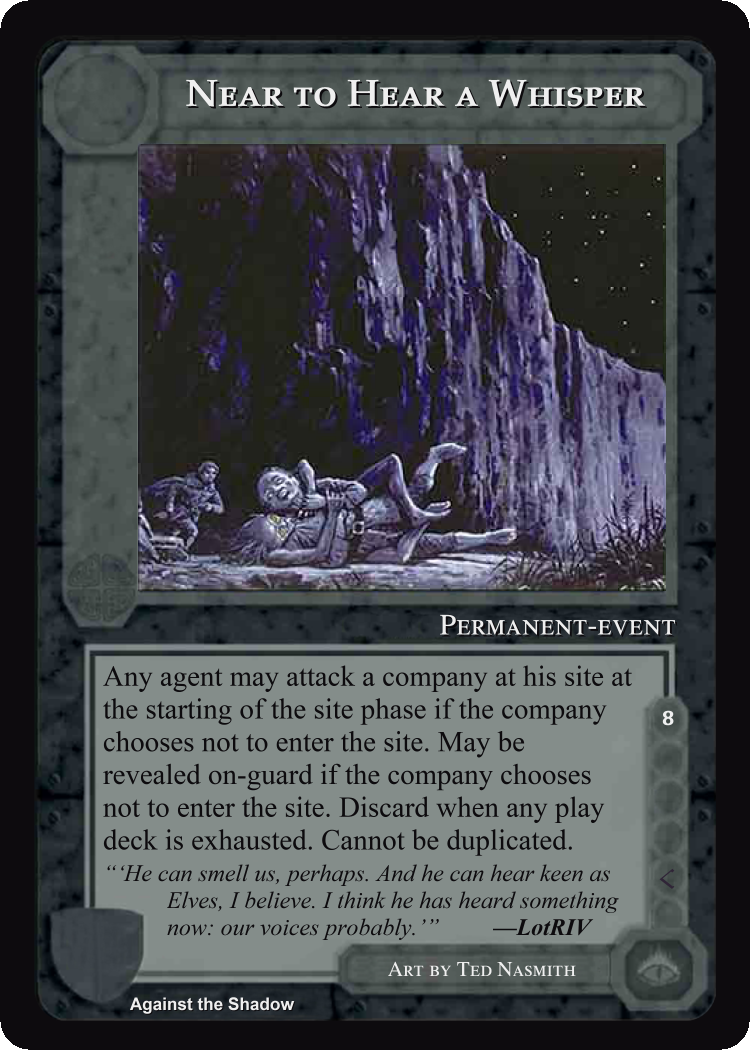 Near to Hear a Whisper
Permanent-event
Any agent may attack a company at his site at
the starting of the site phase if the company
chooses not to enter the site. May be
revealed on-guard if the company chooses
not to enter the site. Discard when any play
deck is exhausted. Cannot be duplicated.
8
“‘He can smell us, perhaps. And he can hear keen as
Elves, I believe. I think he has heard something
now: our voices probably.’” —LotRIV
Art by Ted Nasmith
Against the Shadow